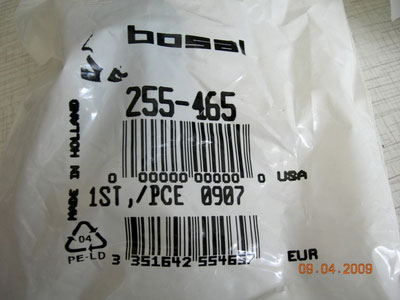 bosal
255-465
MADE IN HOLLAND
0 00000 00000 0 USA
1ST,/PCE 0907
04
PE-LD
3 351642 554657 EUR
09.04.2009